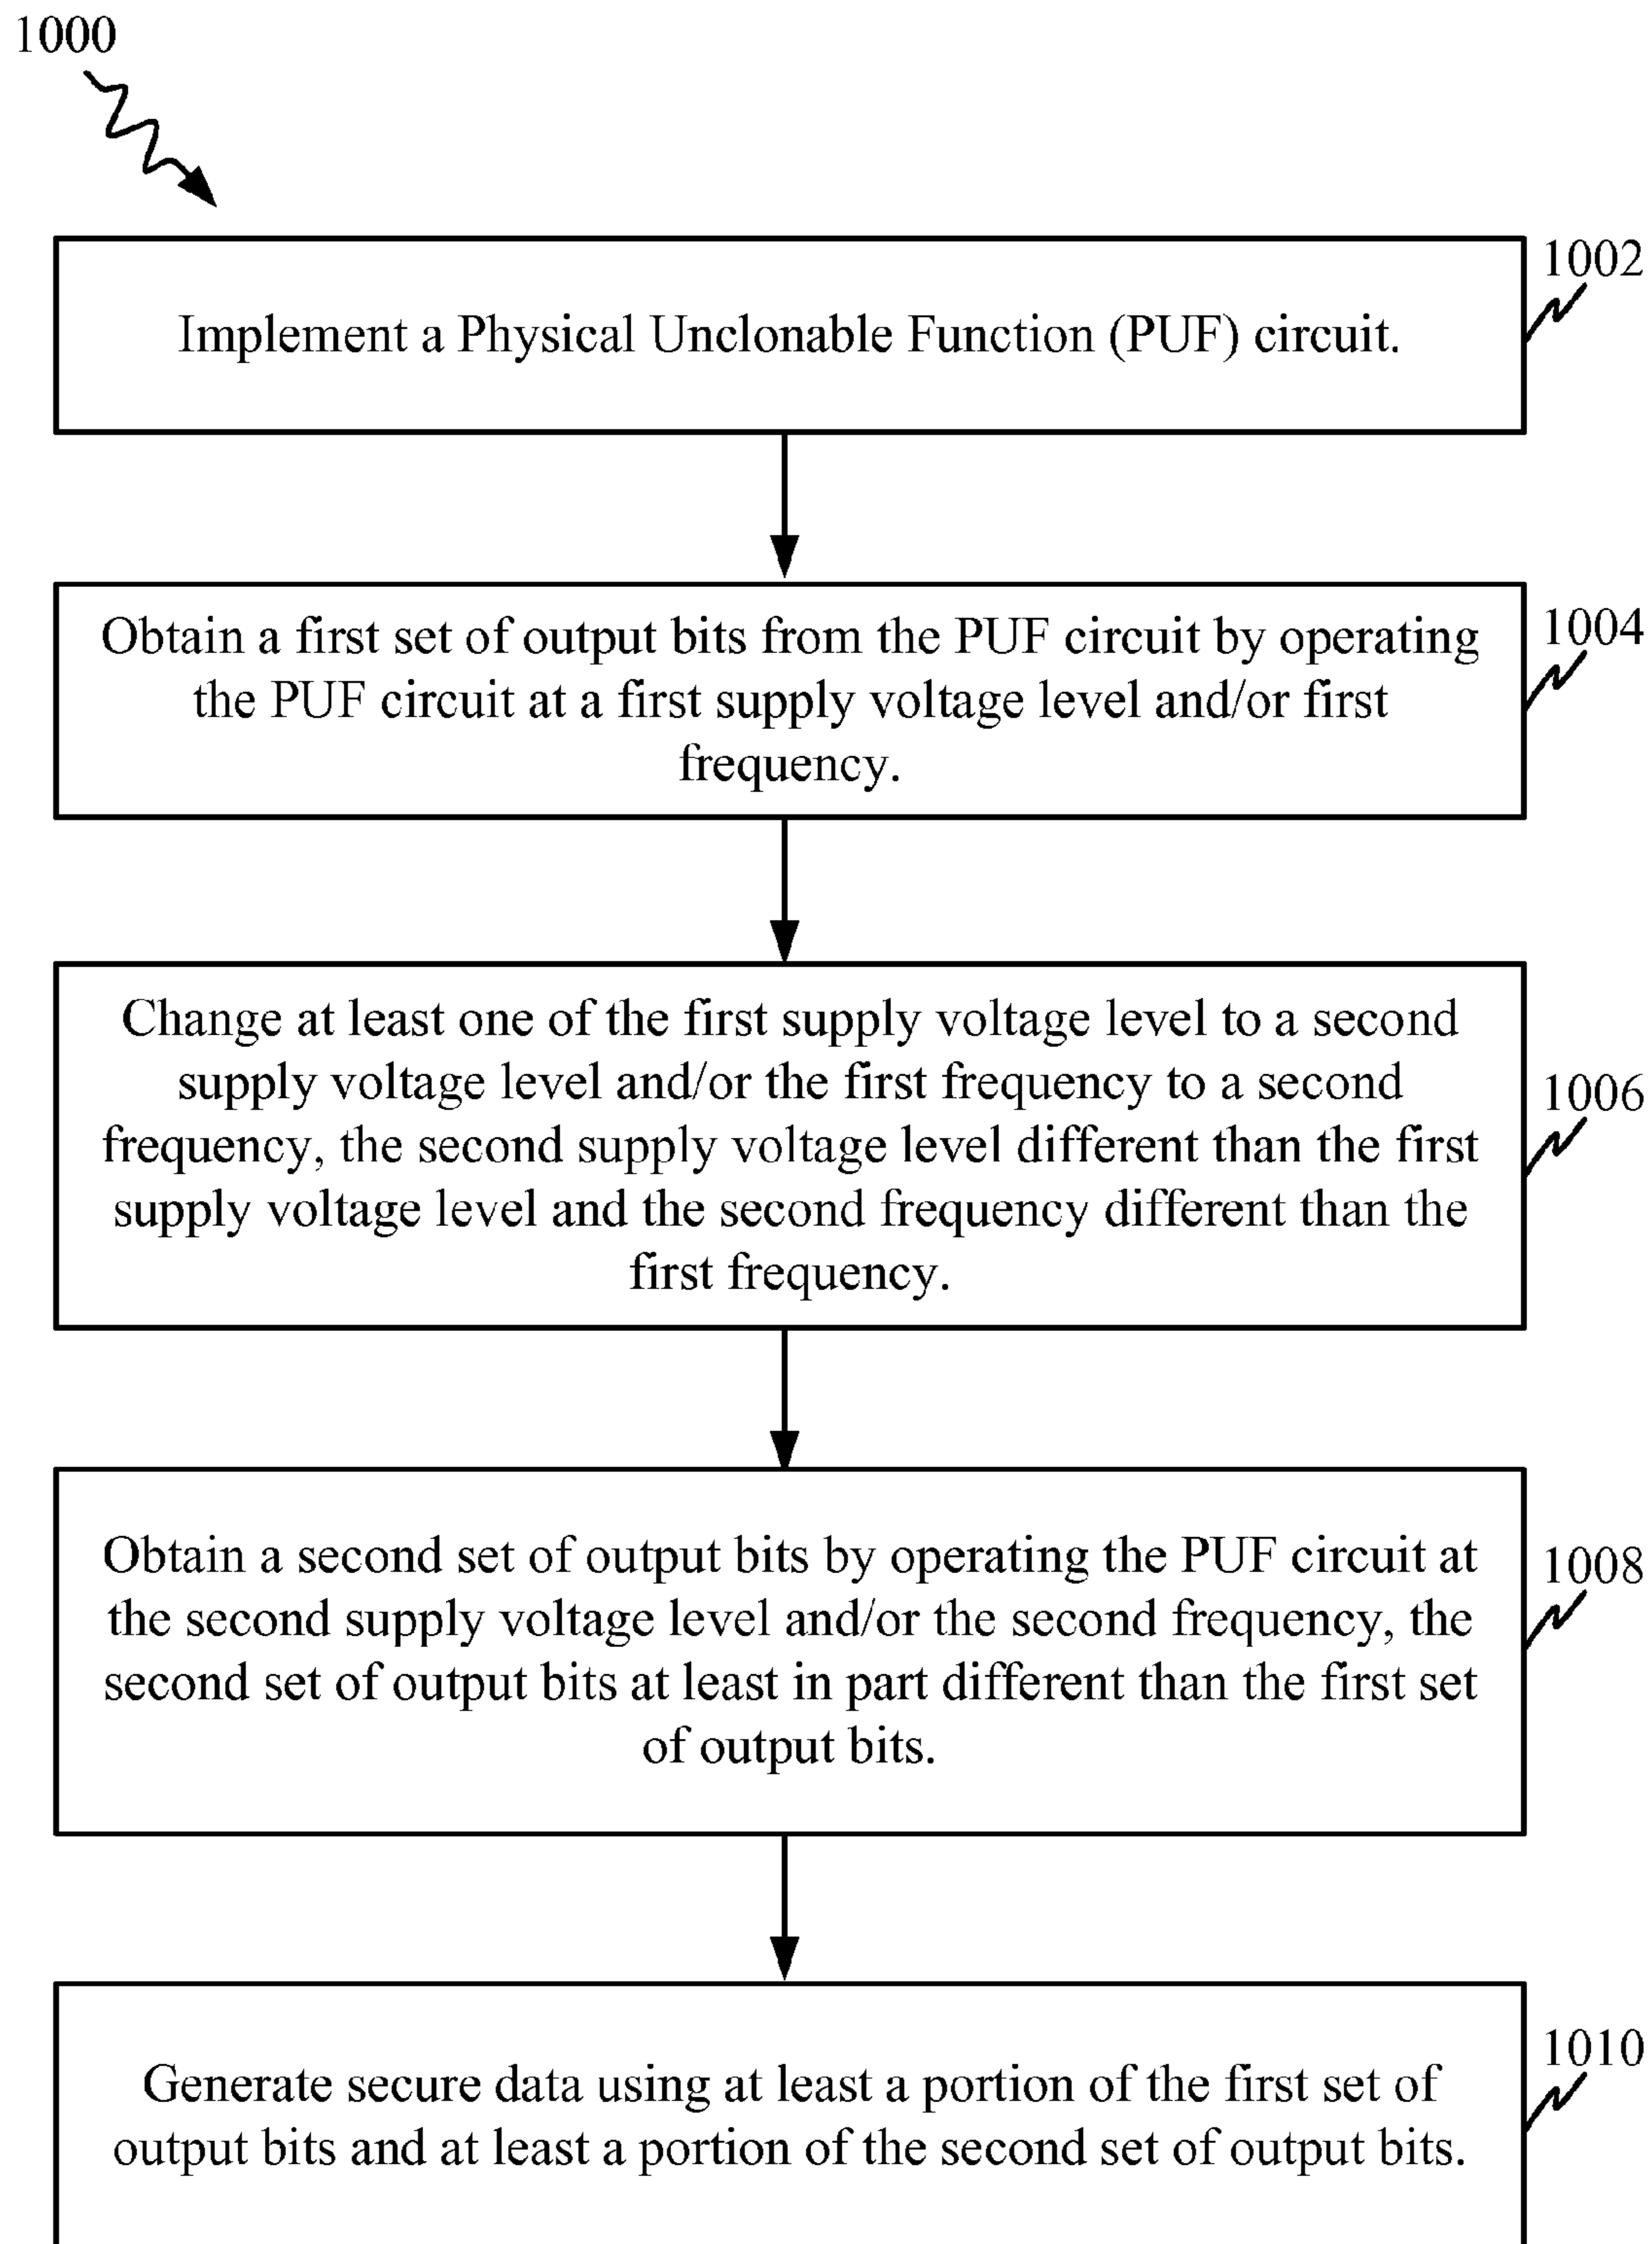 1000
1002
Implement a Physical Unclonable Function (PUF) circuit.
1004
Obtain a first set of output bits from the PUF circuit by operating
the PUF circuit at a first supply voltage level and/or first
frequency.
Change at least one of the first supply voltage level to a second
supply voltage level and/or the first frequency to a second
1006
frequency, the second supply voltage level different than the first
supply voltage level and the second frequency different than the
first frequency.
Obtain a second set of output bits by operating the PUF circuit at
1008
the second supply voltage level and/or the second frequency, the
second set of output bits at least in part different than the first set
of output bits.
1010
Generate secure data using at least a portion of the first set of
output bits and at least a portion of the second set of output bits.